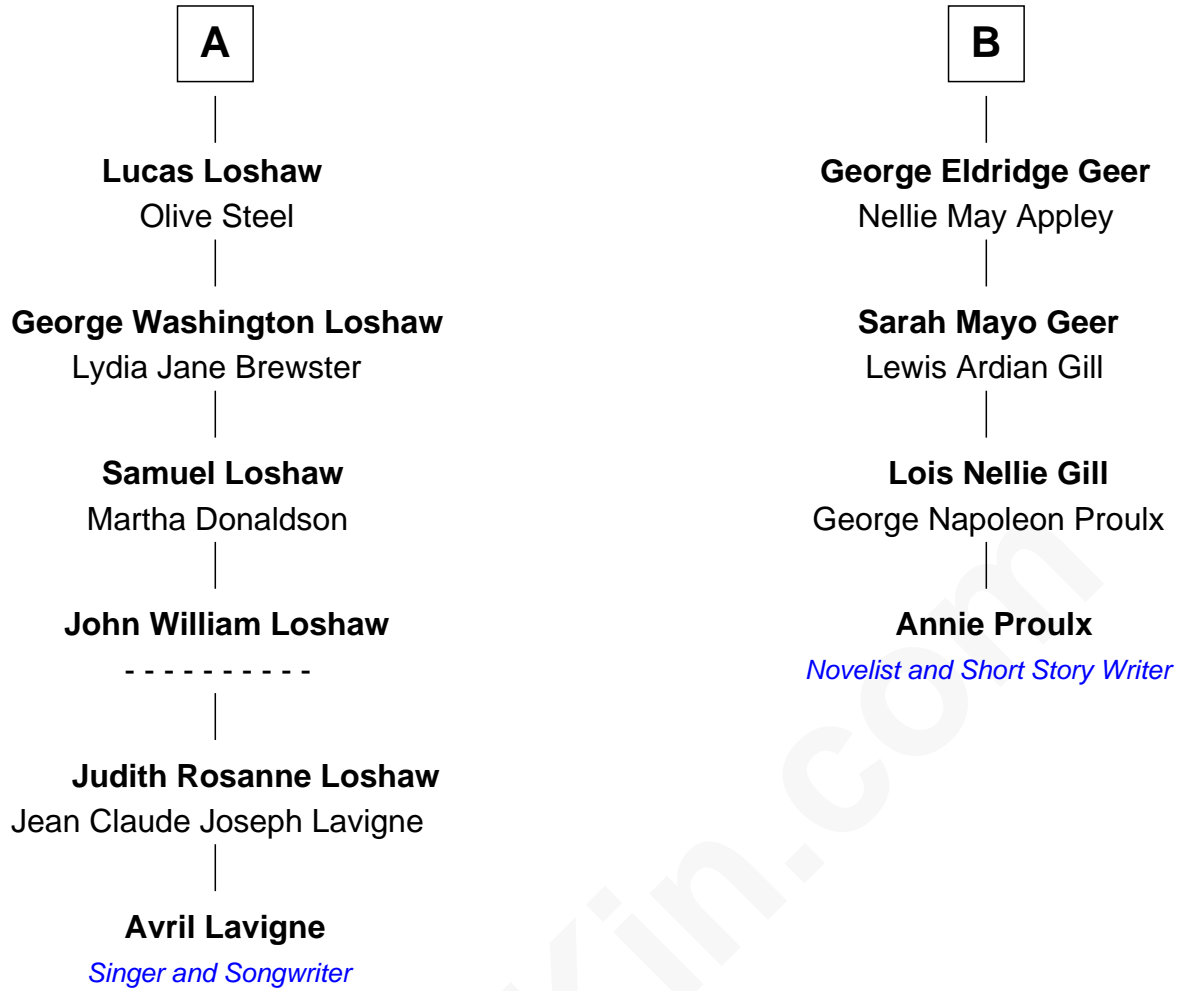 A
Lucas Loshaw
Olive Steel
George Washington Loshaw
Lydia Jane Brewster
Samuel Loshaw
Martha Donaldson
John William Loshaw
- - - - - - - - - -
Judith Rosanne Loshaw
Jean Claude Joseph Lavigne
Avril Lavigne
Singer and Songwriter
B
George Eldridge Geer
Nellie May Appley
Sarah Mayo Geer
Lewis Ardian Gill
Lois Nellie Gill
George Napoleon Proulx
Annie Proulx
Novelist and Short Story Writer
Kin.com